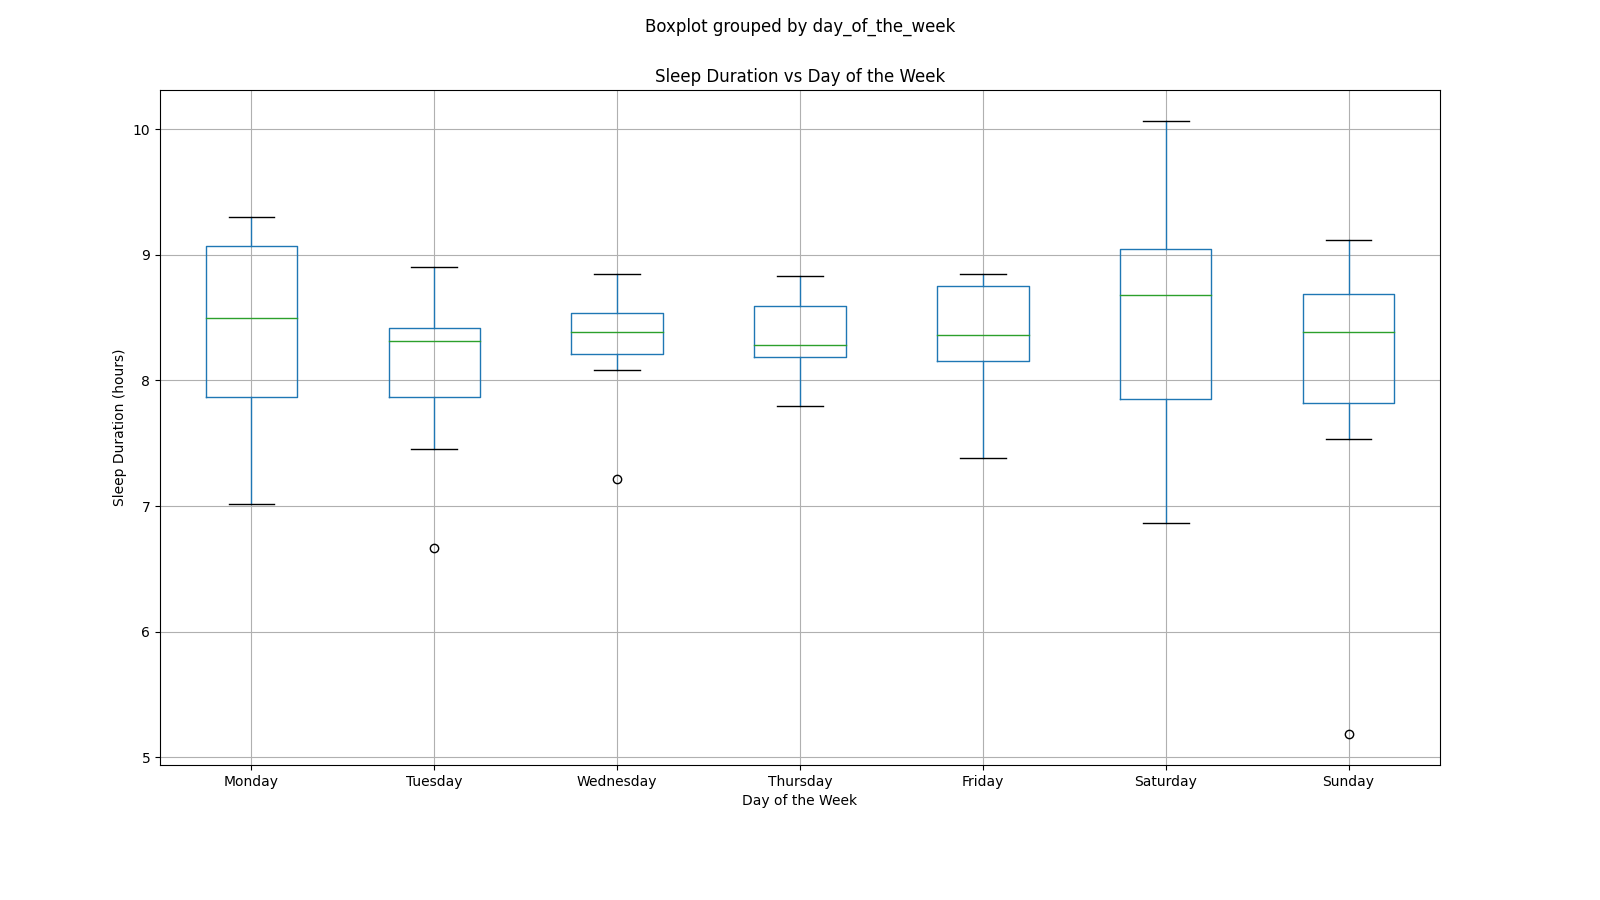 Boxplot grouped by day_of_the_week
Sleep Duration vs Day of the Week
10
9
8
7
6
5
Sleep Duration (hours)
Monday Tuesday Wednesday Thursday Friday Saturday Sunday
Day of the Week